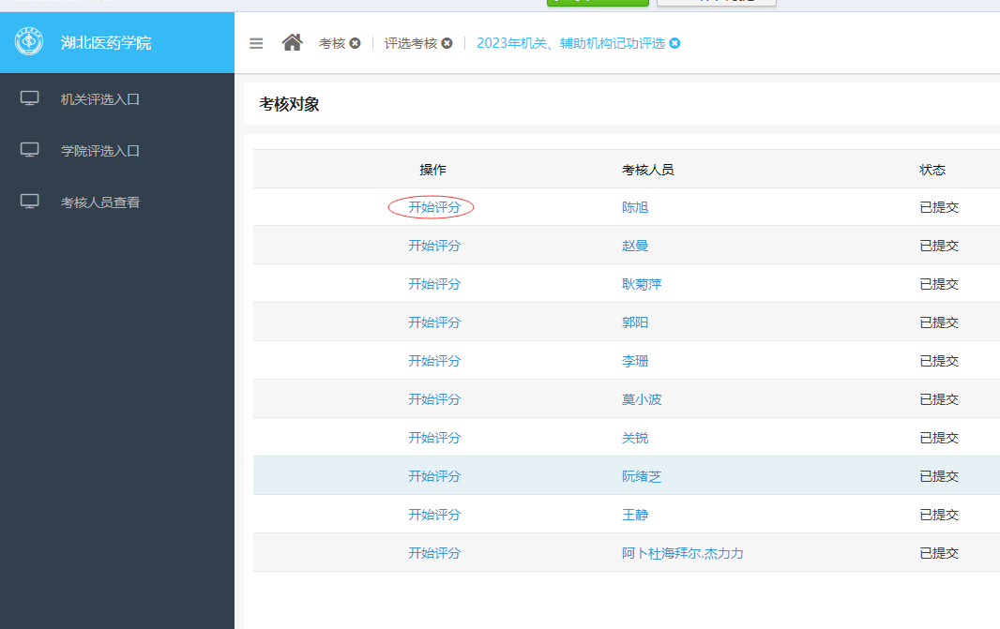 湖北医药学院
考核 评选考核 2023年机关、辅助机构记功评选
机关评选入口
学院评选入口
考核人员查看
考核对象
操作 考核人员 状态
开始评分 陈旭 已提交
开始评分 赵曼 已提交
开始评分 耿菊萍 已提交
开始评分 郭阳 已提交
开始评分 李珊 已提交
开始评分 莫小波 已提交
开始评分 关锐 已提交
开始评分 阮绪芝 已提交
开始评分 王静 已提交
开始评分 阿卜杜海拜尔.杰力力 已提交